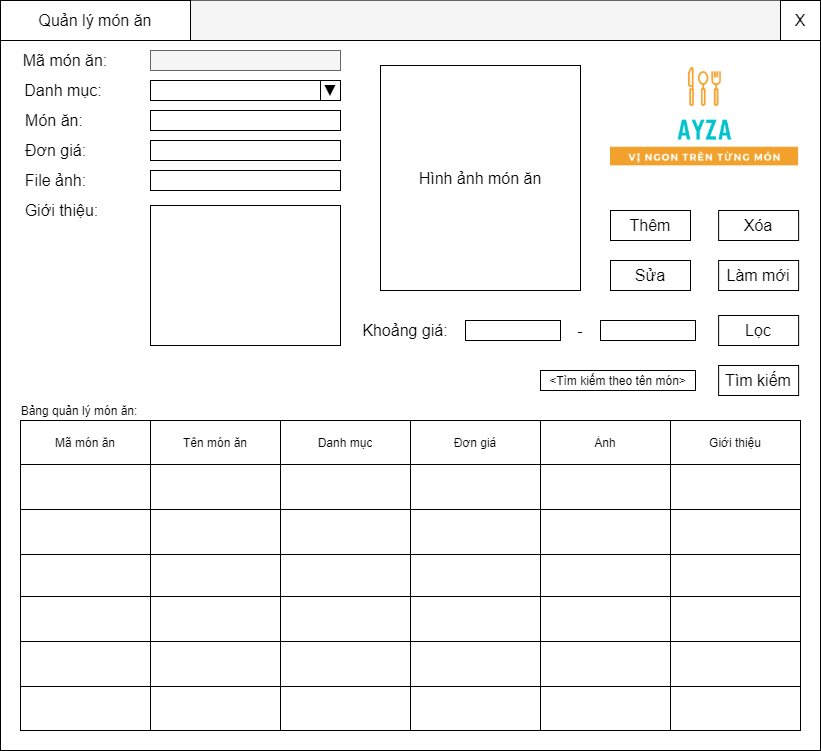 Quản lý món ăn
X
Mã món ăn:
Danh mục:
Món ăn:
Đơn giá:
File ảnh:
Giới thiệu:
Hình ảnh món ăn
AYZA
VỊ NGON TRÊN TỪNG MÓN
Thêm
Xóa
Sửa
Làm mới
Khoảng giá:
-
Lọc
<Tìm kiếm theo tên món>
Tìm kiếm
Bảng quản lý món ăn:
Mã món ăn
Tên món ăn
Danh mục
Đơn giá
Ảnh
Giới thiệu